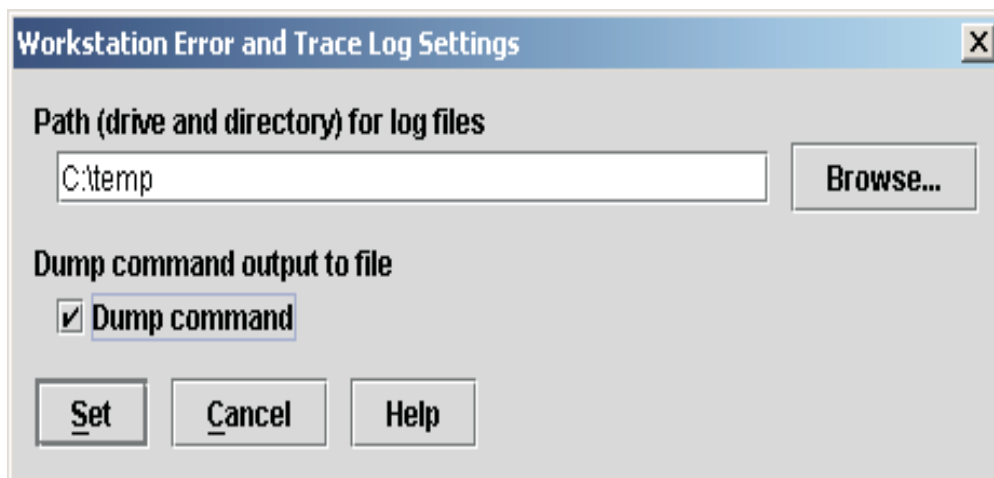 Workstation Error and Trace Log Settings
Path (drive and directory) for log files
C:\temp
Browse...
Dump command output to file
Dump command
Set Cancel Help